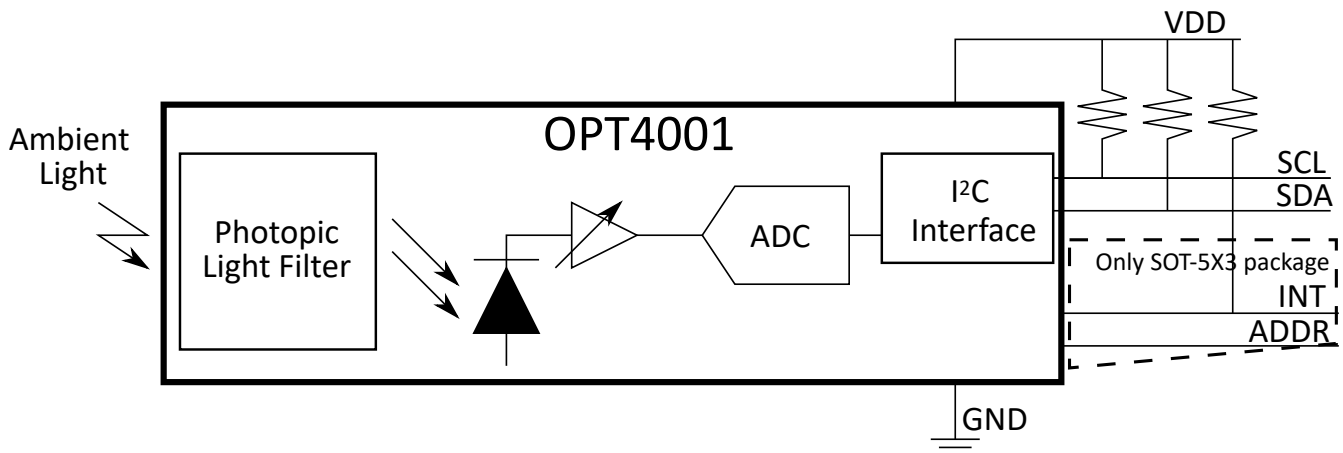 VDD
OPT4001
Ambient
Light
Photopic
Light Filter
ADC
I²C
Interface
SCL
SDA
Only SOT-5X3 package
INT
ADDR
GND